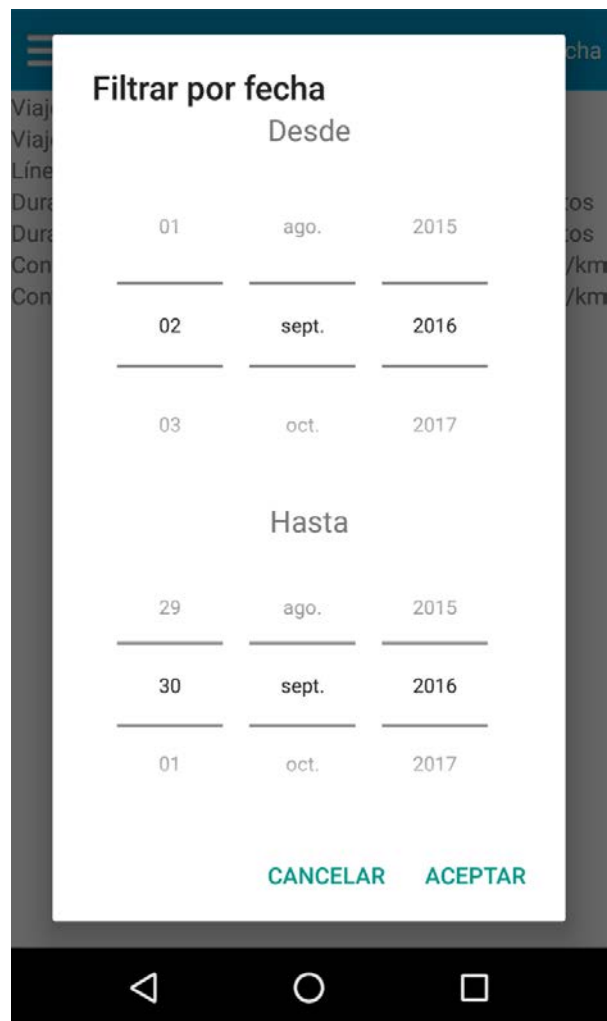 Filtrar por fecha
Desde
01 ago. 2015
02 sept. 2016
03 oct. 2017
Hasta
29 ago. 2015
30 sept. 2016
01 oct. 2017
CANCELAR ACEPTAR